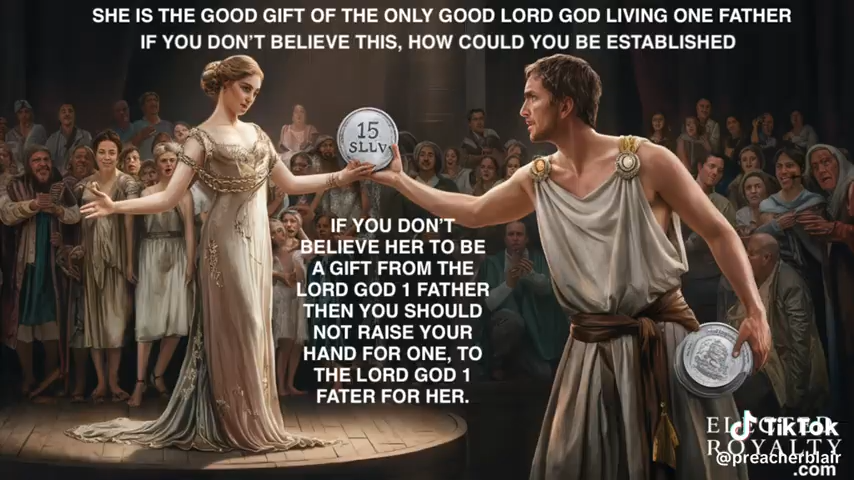 SHE IS THE GOOD GIFT OF THE ONLY GOOD LORD GOD LIVING ONE FATHER
IF YOU DON'T BELIEVE THIS, HOW COULD YOU BE ESTABLISHED
15
SLLV
IF YOU DON'T
BELIEVE HER TO BE
A GIFT FROM THE
LORD GOD 1 FATHER
THEN YOU SHOULD
NOT RAISE YOUR
HAND FOR ONE, TO
THE LORD GOD 1
FATER FOR HER.
ELECTED
ROYALTY
.com
TikTok
@preacherblair